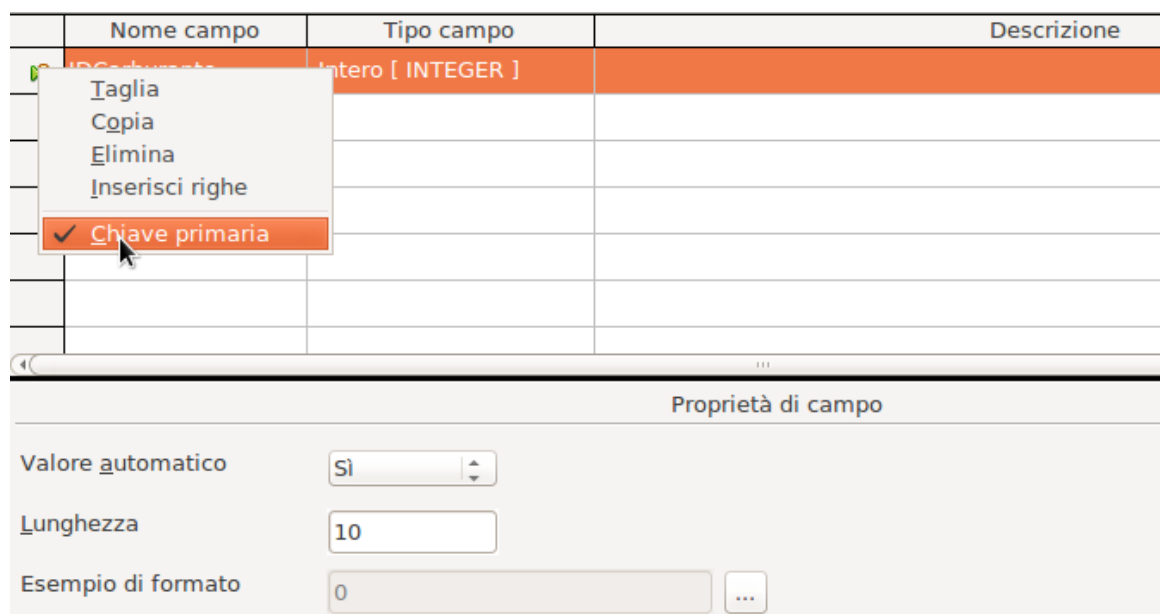 Nome campo Tipo campo Descrizione
IDCarburante Intero [ INTEGER ]
Taglia
Copia
Elimina
Inserisci righe
Chiave primaria
Proprietà di campo
Valore automatico Sì
Lunghezza 10
Esempio di formato 0 ...